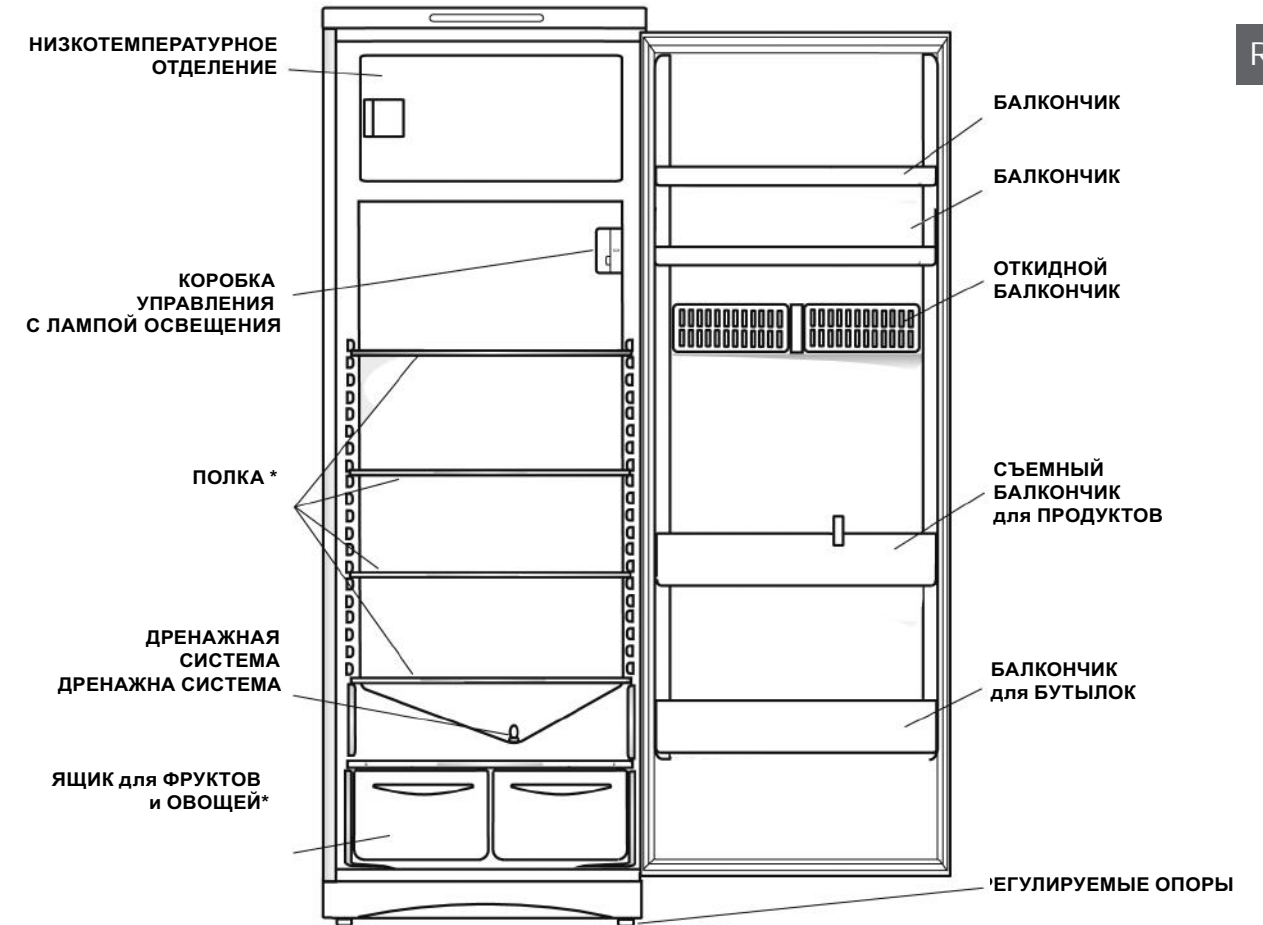 НИЗКОТЕМПЕРАТУРНОЕ
ОТДЕЛЕНИЕ
КОРОБКА
УПРАВЛЕНИЯ
С ЛАМПОЙ ОСВЕЩЕНИЯ
ПОЛКА *
ДРЕНАЖНАЯ
СИСТЕМА
ДРЕНАЖНА СИСТЕМА
ЯЩИК для ФРУКТОВ
и ОВОЩЕЙ*
R
БАЛКОНЧИК
БАЛКОНЧИК
ОТКИДНОЙ
БАЛКОНЧИК
СЪЕМНЫЙ
БАЛКОНЧИК
для ПРОДУКТОВ
БАЛКОНЧИК
для БУТЫЛОК
РЕГУЛИРУЕМЫЕ ОПОРЫ